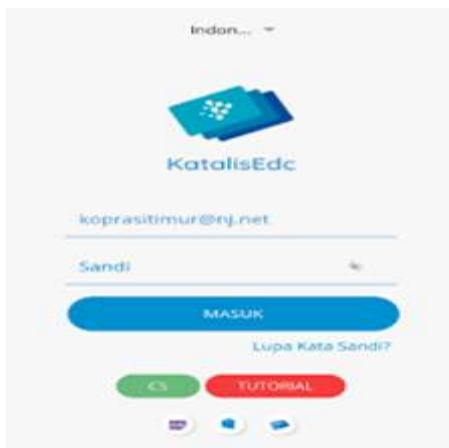 Indon...
KatalisEdc
koprasitimur@nj.net
Sandi
MASUK
Lupa Kata Sandi?
CS TUTORIAL